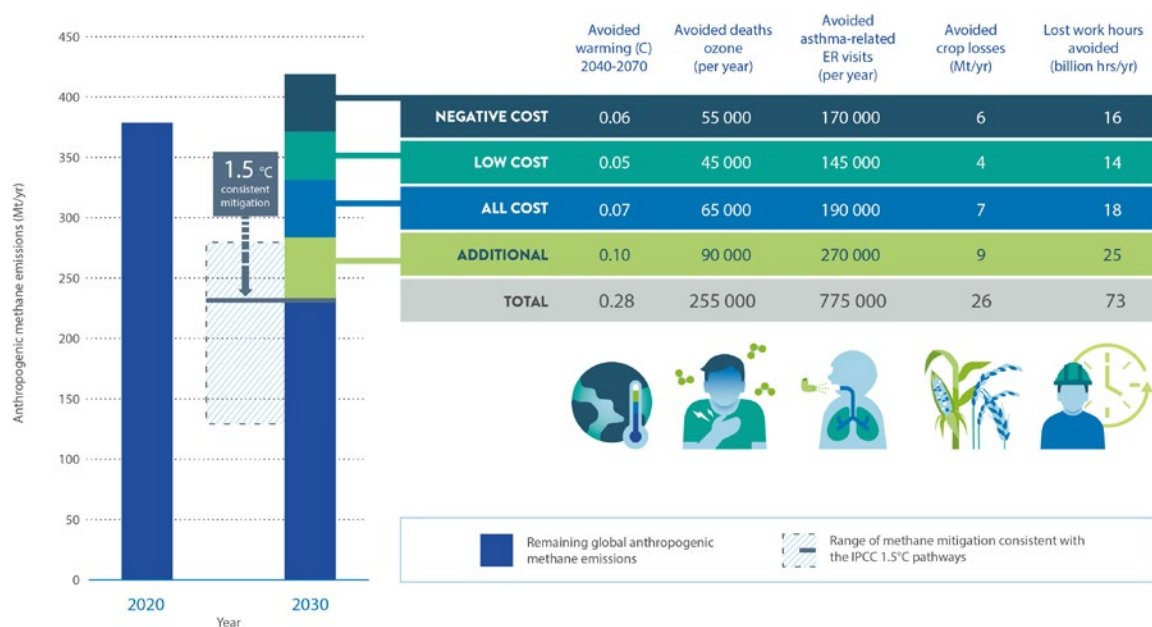 Anthropogenic methane emissions (Mt/yr)
450
400
350
300
250
200
150
100
50
0
2020
2030
Year
1.5 °C
consistent
mitigation
Avoided
warming (C)
2040-2070
Avoided deaths
ozone
(per year)
Avoided
asthma-related
ER visits
(per year)
Avoided
crop losses
(Mt/yr)
Lost work hours
avoided
(billion hrs/yr)
NEGATIVE COST 0.06 55 000 170 000 6 16
LOW COST 0.05 45 000 145 000 4 14
ALL COST 0.07 65 000 190 000 7 18
ADDITIONAL 0.10 90 000 270 000 9 25
TOTAL 0.28 255 000 775 000 26 73
Remaining global anthropogenic
methane emissions
Range of methane mitigation consistent with
the IPCC 1.5°C pathways